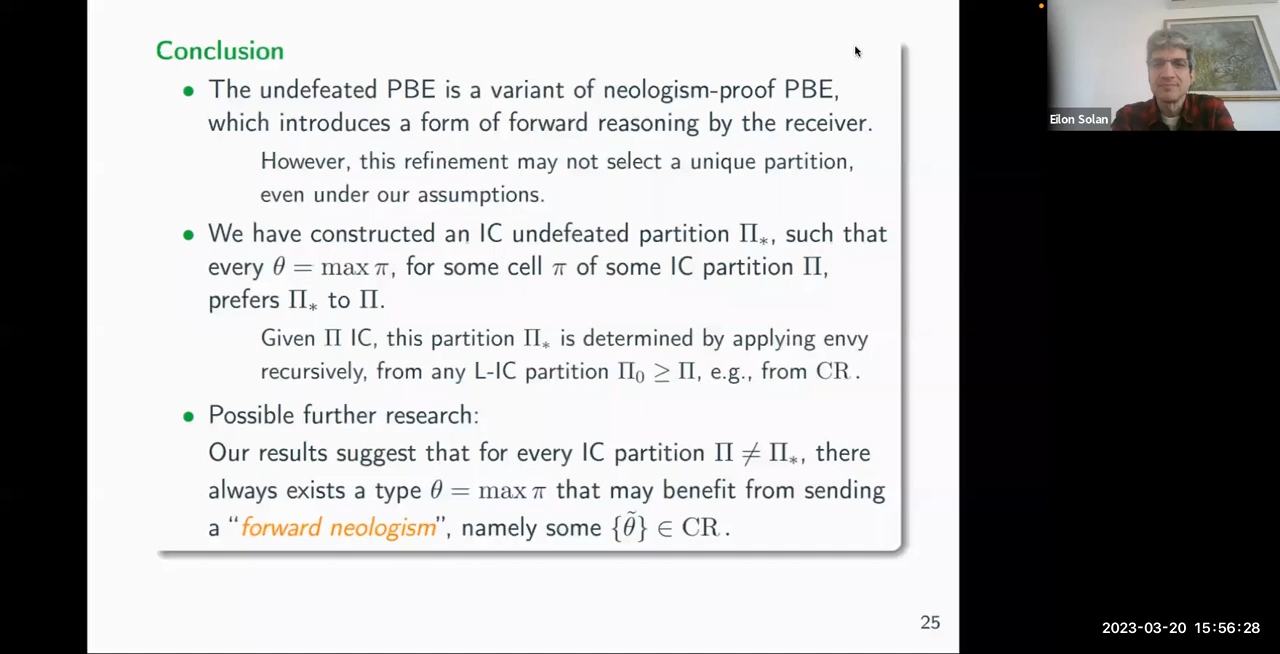 Conclusion
• The undefeated PBE is a variant of neologism-proof PBE,
which introduces a form of forward reasoning by the receiver.
However, this refinement may not select a unique partition,
even under our assumptions.
• We have constructed an IC undefeated partition Π∗, such that
every θ = max π, for some cell π of some IC partition Π,
prefers Π∗ to Π.
Given Π IC, this partition Π∗ is determined by applying envy
recursively, from any L-IC partition Π₀ ≥ Π, e.g., from CR.
• Possible further research:
Our results suggest that for every IC partition Π ≠ Π∗, there
always exists a type θ = max π that may benefit from sending
a “forward neologism”, namely some {θ̃} ∈ CR.
25
Eilon Solan
2023-03-20 15:56:28